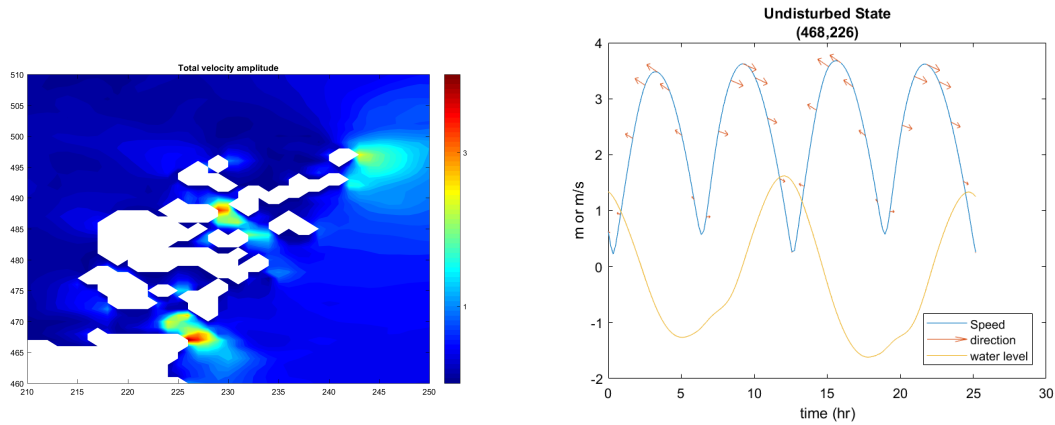 Total velocity amplitude
510
505
500
495
490
485
480
475
470
465
460
210 215 220 225 230 235 240 245 250
3
1
Undisturbed State
(468,226)
4
3
2
1
0
-1
-2
m or m/s
0 5 10 15 20 25 30
time (hr)
Speed
direction
water level